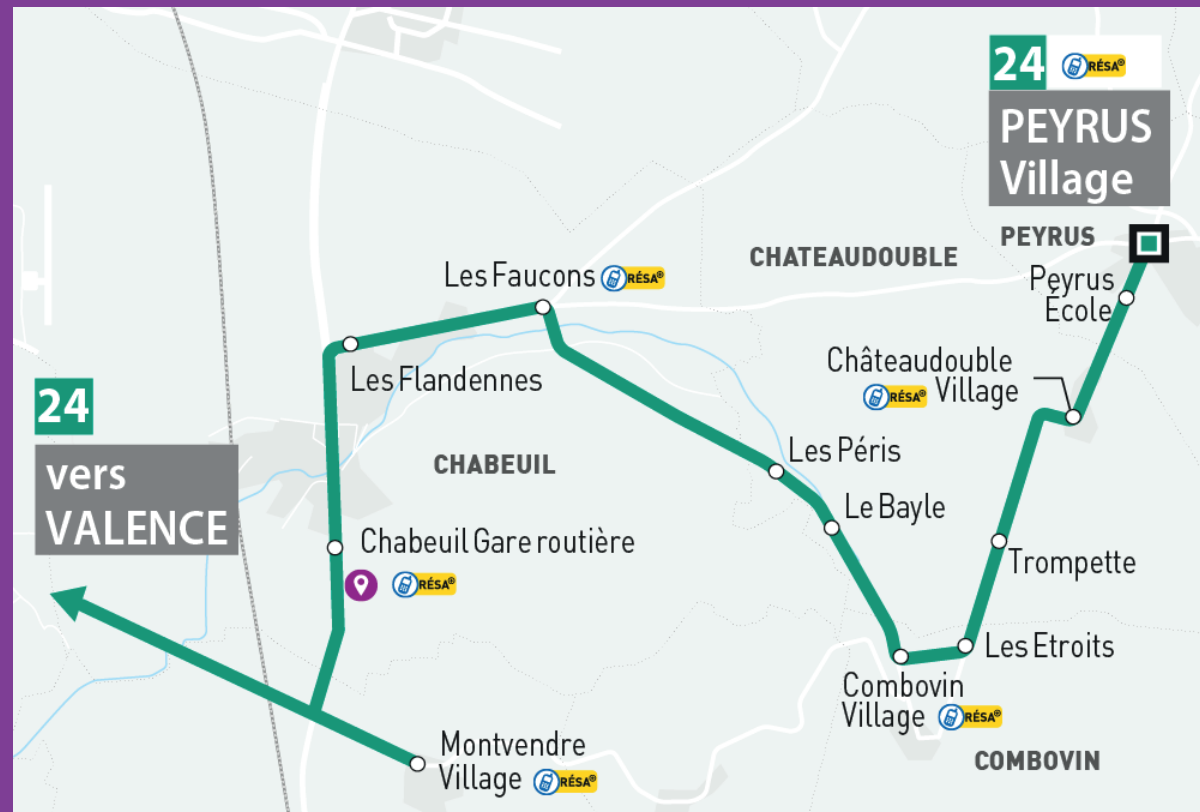 24 RÉSA®
PEYRUS
Village
PEYRUS
Peyrus
École
CHATEAUDOUBLE
Les Faucons RÉSA®
Châteaudouble
RÉSA® Village
Les Flandennes
24
vers
VALENCE
CHABEUIL
Les Péris
Le Bayle
Chabeuil Gare routière
RÉSA®
Trompette
Les Etroits
Combovin
Village RÉSA®
COMBOVIN
Montvendre
Village RÉSA®